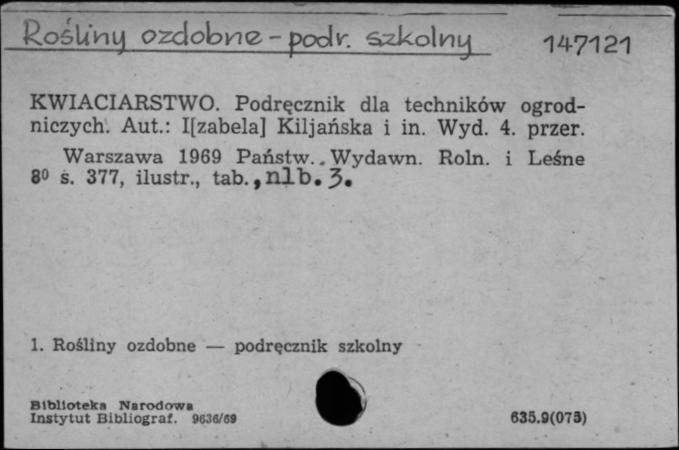 Rośliny ozdobne - podr. szkolny 147121
KWIACIARSTWO. Podręcznik dla techników ogrod-
niczych. Aut.: I[zabela] Kiljańska i in. Wyd. 4. przer.
Warszawa 1969 Państw. Wydawn. Roln. i Leśne
8⁰ s. 377, ilustr., tab., nlb. 3.
1. Rośliny ozdobne — podręcznik szkolny
Biblioteka Narodowa
Instytut Bibliograf. 9636/69 635.9(075)